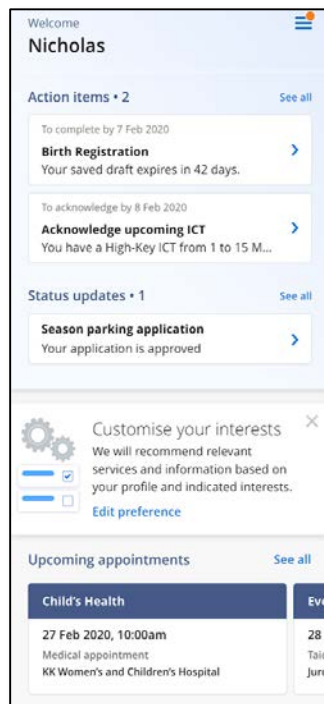 Welcome
Nicholas
Action items • 2
See all
To complete by 7 Feb 2020
Birth Registration
Your saved draft expires in 42 days.
To acknowledge by 8 Feb 2020
Acknowledge upcoming ICT
You have a High-Key ICT from 1 to 15 M...
Status updates • 1
See all
Season parking application
Your application is approved
Customise your interests
We will recommend relevant
services and information based on
your profile and indicated interests.
Edit preference
Upcoming appointments
See all
Child's Health
27 Feb 2020, 10:00am
Medical appointment
KK Women's and Children's Hospital
Eve
28
Tai
Juru